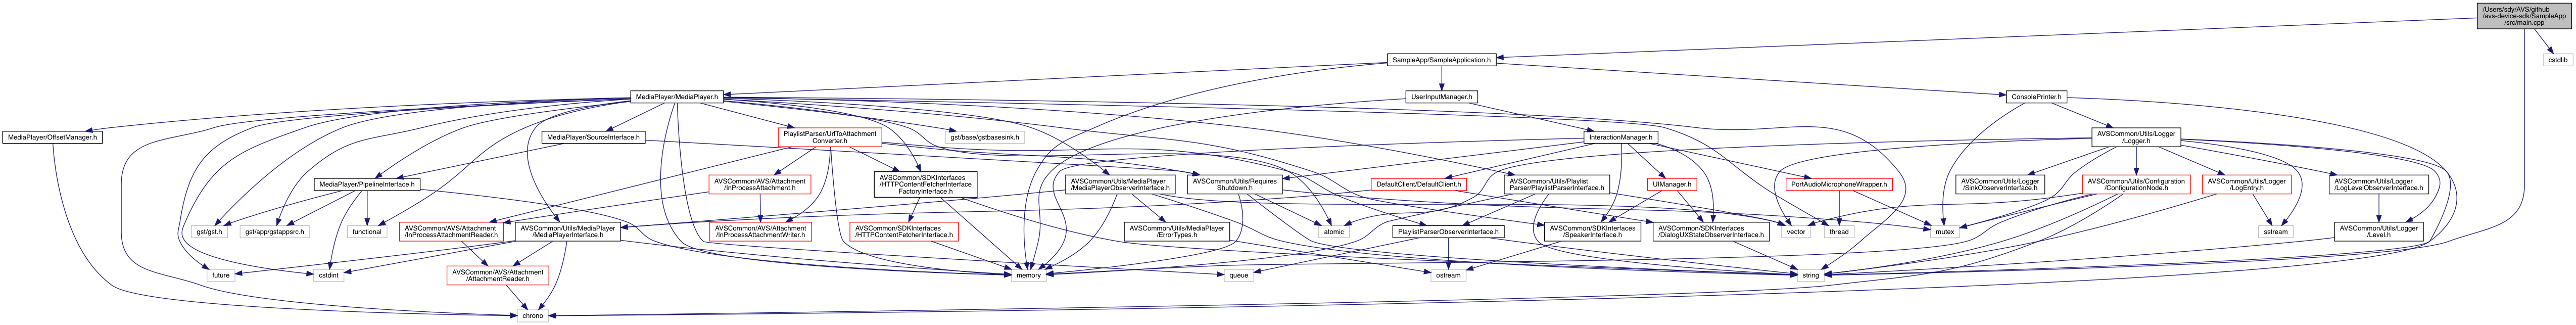 /Users/sdy/AVS/github
/avs-device-sdk/SampleApp
/src/main.cpp
SampleApp/SampleApplication.h
cstdlib
MediaPlayer/MediaPlayer.h
UserInputManager.h
ConsolePrinter.h
MediaPlayer/OffsetManager.h
MediaPlayer/SourceInterface.h
PlaylistParser/UrlToAttachment
Converter.h
gst/base/gstbasesink.h
InteractionManager.h
AVSCommon/Utils/Logger
/Logger.h
MediaPlayer/PipelineInterface.h
AVSCommon/AVS/Attachment
/InProcessAttachment.h
AVSCommon/SDKInterfaces
/HTTPContentFetcherInterface
FactoryInterface.h
AVSCommon/Utils/MediaPlayer
/MediaPlayerObserverInterface.h
AVSCommon/Utils/Requires
Shutdown.h
DefaultClient/DefaultClient.h
AVSCommon/Utils/Playlist
Parser/PlaylistParserInterface.h
UIManager.h
PortAudioMicrophoneWrapper.h
AVSCommon/Utils/Logger
/SinkObserverInterface.h
AVSCommon/Utils/Configuration
/ConfigurationNode.h
AVSCommon/Utils/Logger
/LogEntry.h
AVSCommon/Utils/Logger
/LogLevelObserverInterface.h
gst/gst.h
gst/app/gstappsrc.h
functional
AVSCommon/AVS/Attachment
/InProcessAttachmentReader.h
AVSCommon/Utils/MediaPlayer
/MediaPlayerInterface.h
AVSCommon/AVS/Attachment
/InProcessAttachmentWriter.h
AVSCommon/SDKInterfaces
/HTTPContentFetcherInterface.h
AVSCommon/Utils/MediaPlayer
/ErrorTypes.h
atomic
PlaylistParserObserverInterface.h
AVSCommon/SDKInterfaces
/SpeakerInterface.h
AVSCommon/SDKInterfaces
/DialogUXStateObserverInterface.h
vector
thread
mutex
sstream
AVSCommon/Utils/Logger
/Level.h
future
cstdint
AVSCommon/AVS/Attachment
/AttachmentReader.h
memory
queue
ostream
string
chrono